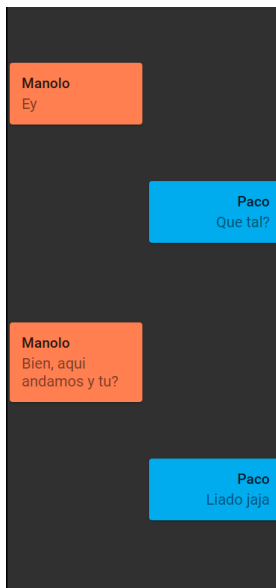 Manolo
Ey
Paco
Que tal?
Manolo
Bien, aqui
andamos y tu?
Paco
Liado jaja